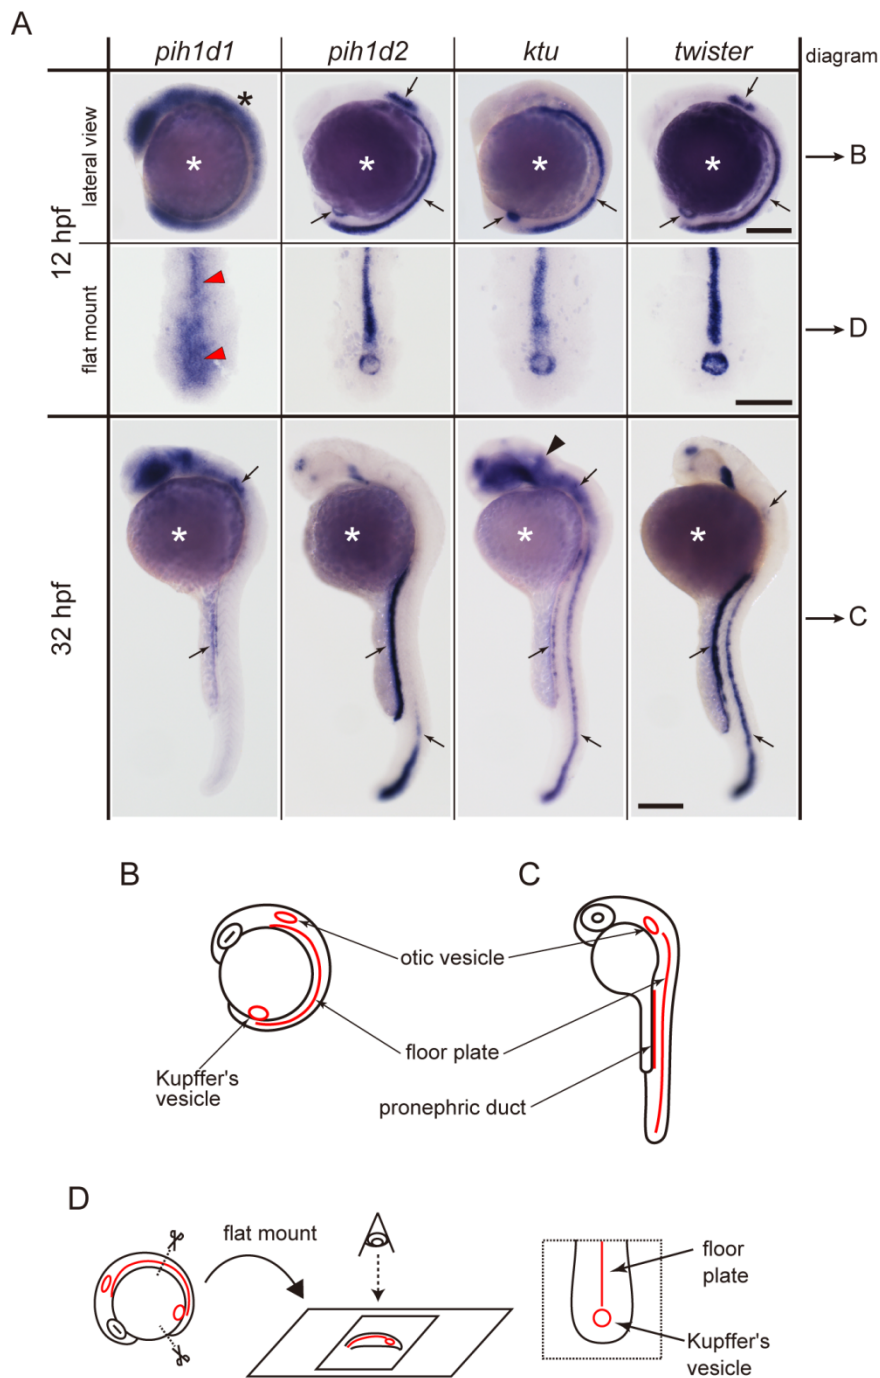 A
pih1d1 pih1d2 ktu twister diagram
12 hpf
lateral view
* * * * *
B
flat mount
D
32 hpf
* * * *
C
B C
otic vesicle
floor plate
Kupffer's
vesicle
pronephric duct
D
flat mount
floor
plate
Kupffer's
vesicle